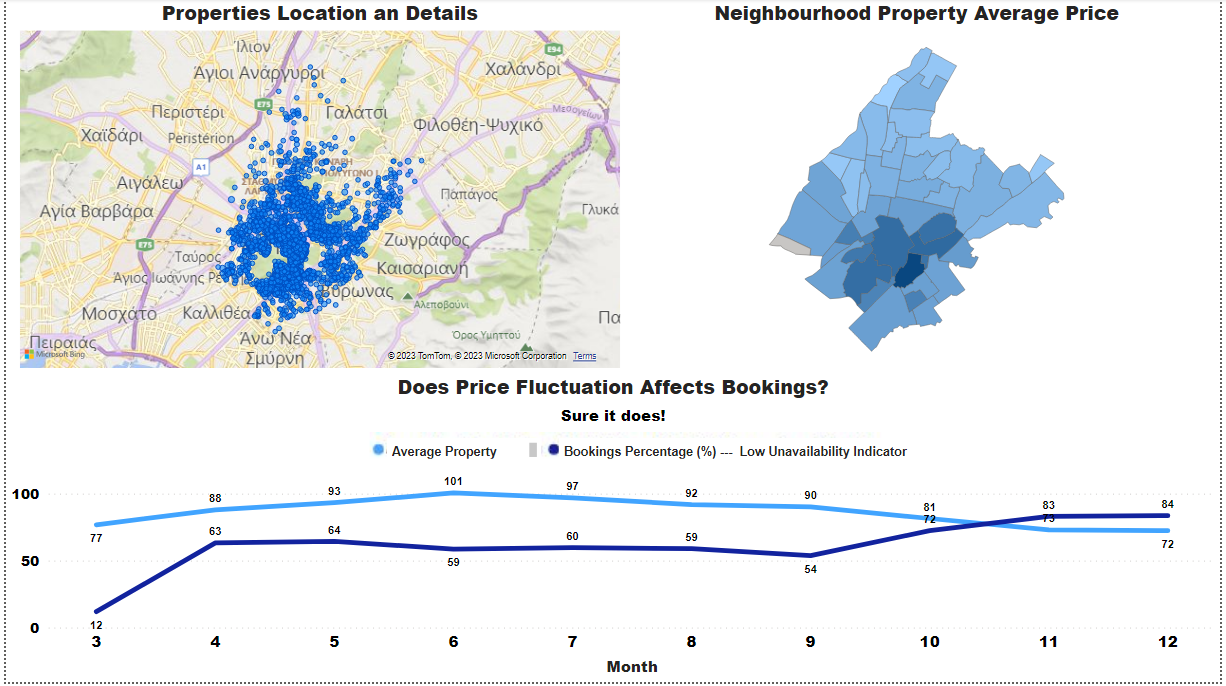 Properties Location an Details
Neighbourhood Property Average Price
Ίλιον
E94
Άγιοι Ανάργυροι
Χαλάνδρι
E75
Περιστέρι
Γαλάτσι
Μεσογείων
Φιλοθέη-Ψυχικό
Χαϊδάρι
Peristérion
A1
Αιγάλεω
Παπάγος
Αγία Βαρβάρα
Γλυκά
E75
Ζωγράφος
Ταύρος
Καισαριανή
Άγιος Ιωάννης Ρέ
Βύρωνας
Αλεποβούνι
Μοσχάτο
Καλλιθέα
Πα
Πειραιάς
Άνω Νέα
Σμύρνη
Όρος Υμηττού
Microsoft Bing
© 2023 TomTom, © 2023 Microsoft Corporation Terms
Does Price Fluctuation Affects Bookings?
Sure it does!
Average Property
Bookings Percentage (%) --- Low Unavailability Indicator
100
50
0
77 88 93 101 97 92 90 81 73 72
12 63 64 59 60 59 54 72 83 84
3 4 5 6 7 8 9 10 11 12
Month